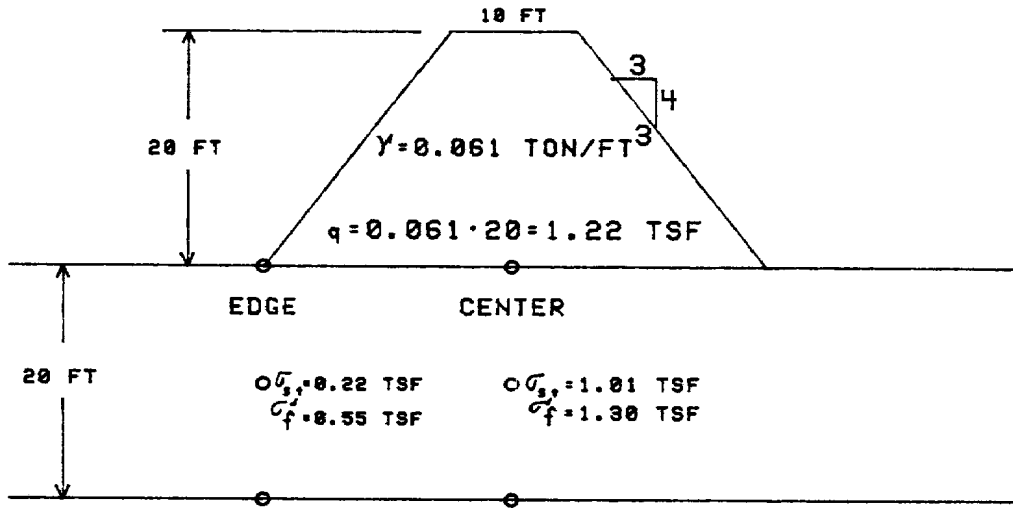 10 FT
3
4
20 FT
γ=0.061 TON/FT³
q=0.061·20=1.22 TSF
EDGE
CENTER
20 FT
σst=0.22 TSF
σ'f=0.55 TSF
σst=1.01 TSF
σ'f=1.30 TSF